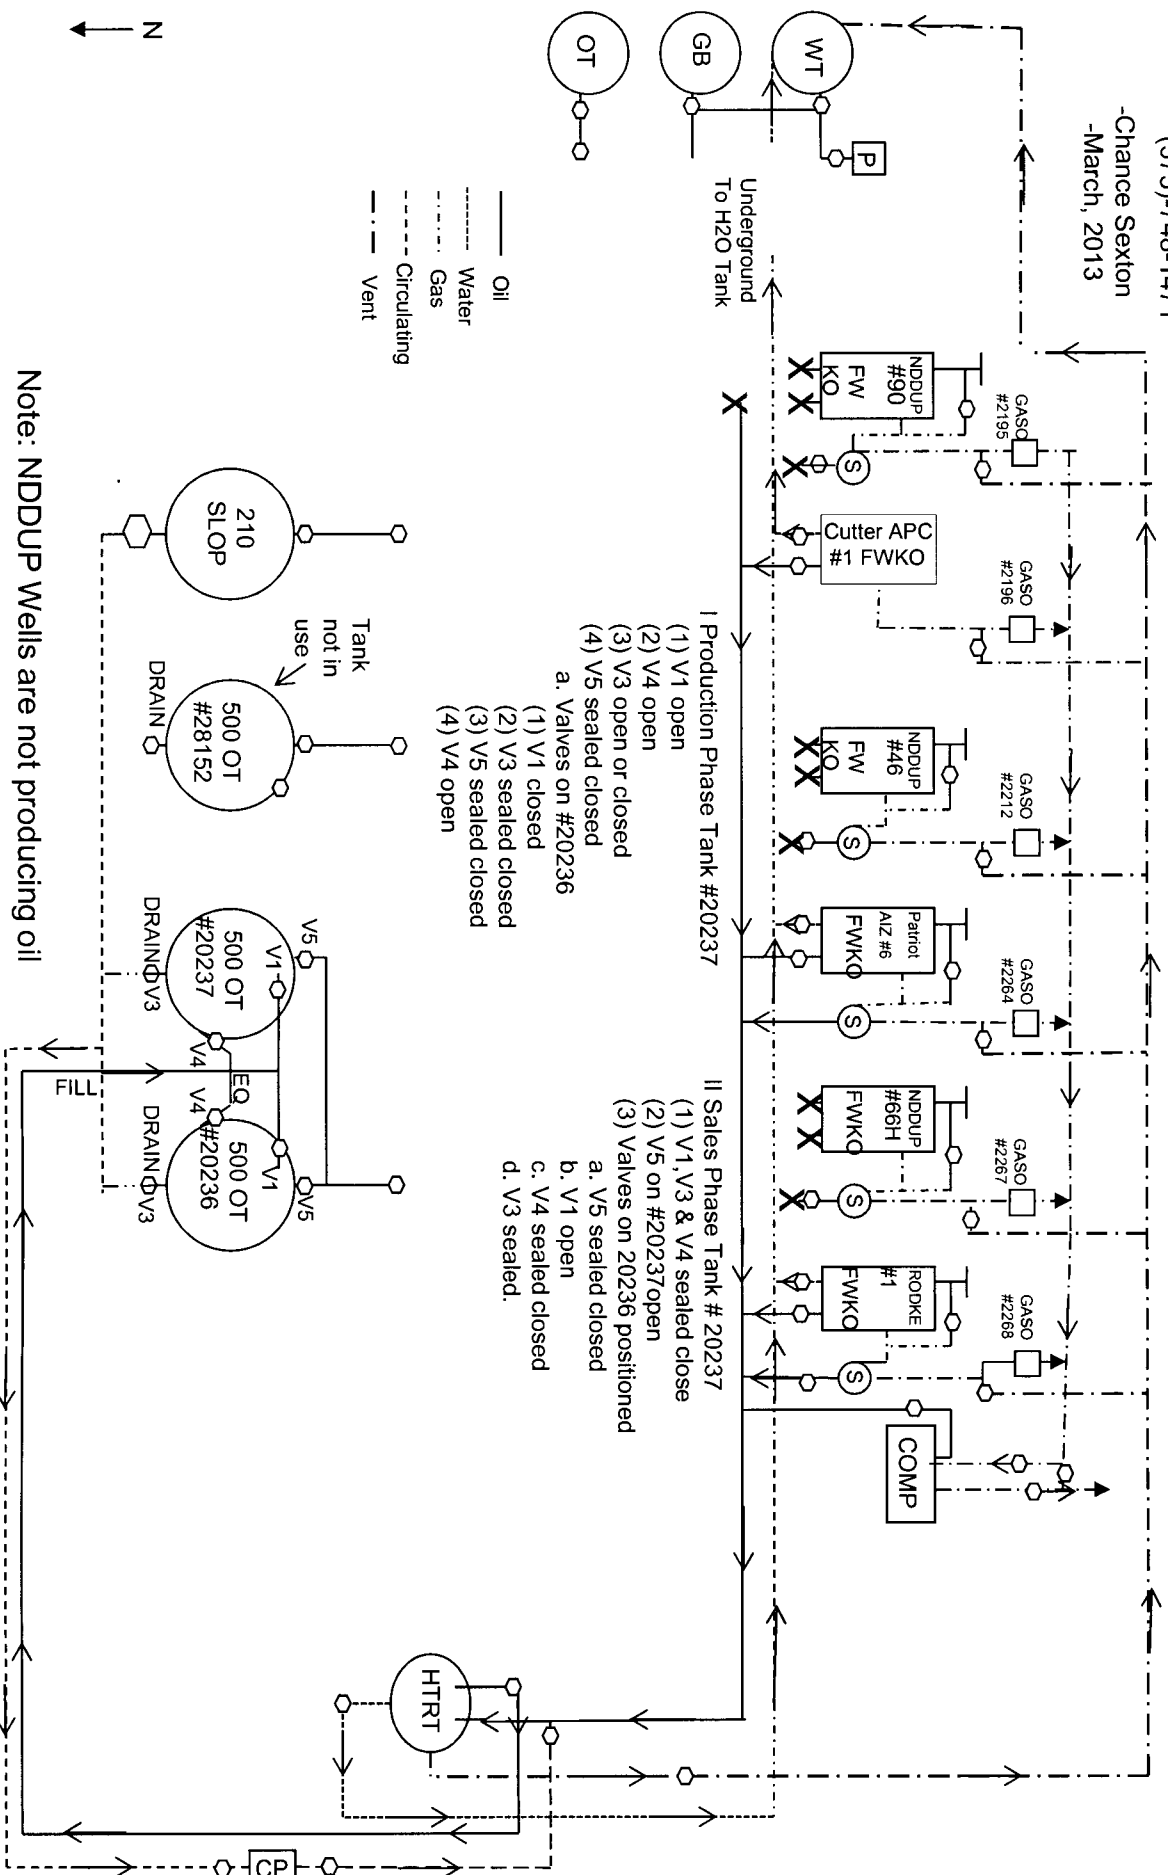 -Chance Sexton
-March, 2013
N
WT
GB
OT
P
Underground
To H2O Tank
Oil
Water
Gas
Circulating
Vent
GASO
#2195
GASO
#2196
GASO
#2212
GASO
#2264
GASO
#2267
GASO
#2268
NDDUP
#90
FW
KO
S
Cutter APC
#1 FWKO
NDDUP
#46
FW
KO
S
Patriot
AIZ #6
FWKO
S
NDDUP
#66H
FWKO
S
RODKE
#1
FWKO
S
COMP
I Production Phase Tank #20237
(1) V1 open
(2) V4 open
(3) V3 open or closed
(4) V5 sealed closed
a. Valves on #20236
(1) V1 closed
(2) V3 sealed closed
(3) V5 sealed closed
(4) V4 open
II Sales Phase Tank # 20237
(1) V1,V3 & V4 sealed close
(2) V5 on #20237open
(3) Valves on 20236 positioned
a. V5 sealed closed
b. V1 open
c. V4 sealed closed
d. V3 sealed.
HTRT
210
SLOP
Tank
not in
use
500 OT
#28152
DRAIN
V5
V1
500 OT
#20237
V4
DRAIN
V3
EQ
FILL
V5
V1
500 OT
#20236
V4
DRAIN
V3
CP
Note: NDDUP Wells are not producing oil